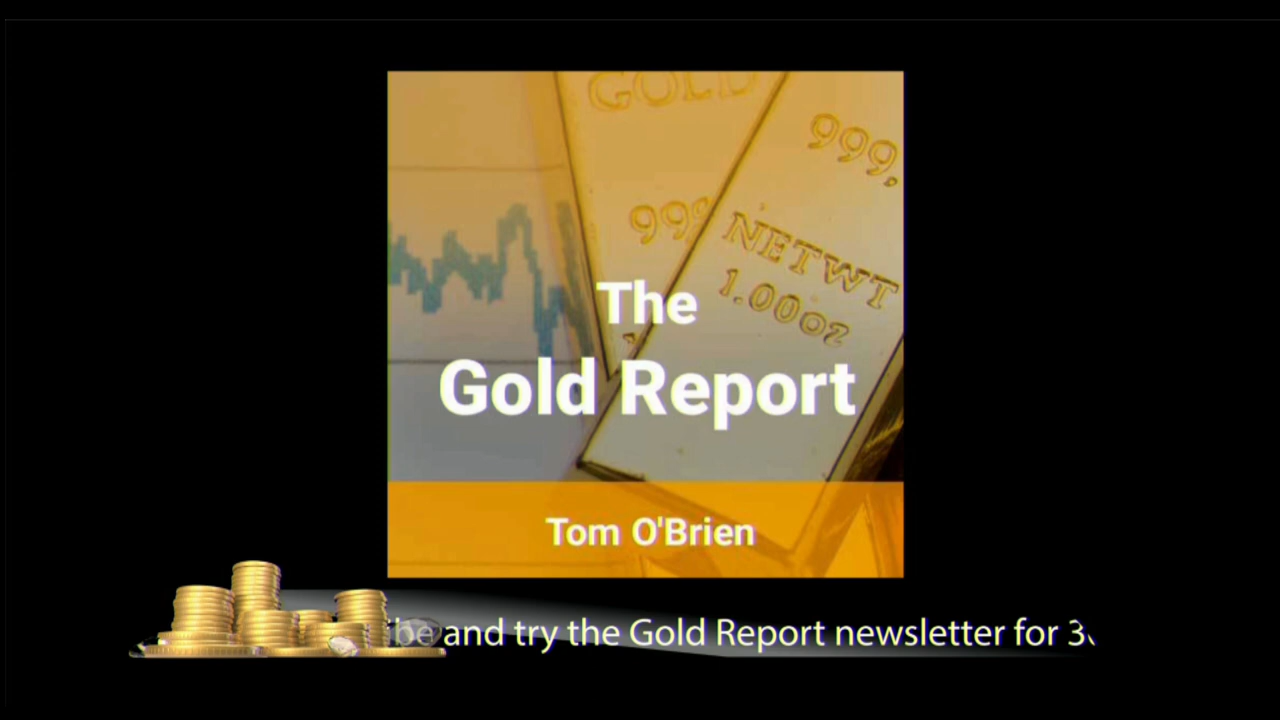 GOLD
999.
999
NETWT
1.00OZ
The
Gold Report
Tom O'Brien
and try the Gold Report newsletter for